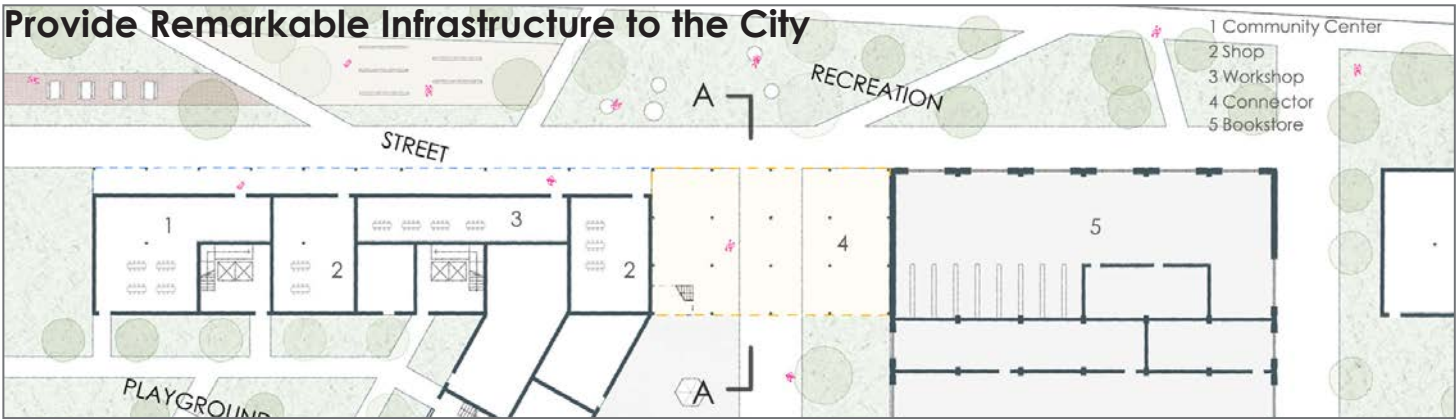 Provide Remarkable Infrastructure to the City
1 Community Center
2 Shop
3 Workshop
4 Connector
5 Bookstore
RECREATION
A
STREET
1
2
3
2
4
5
A
PLAYGROUND